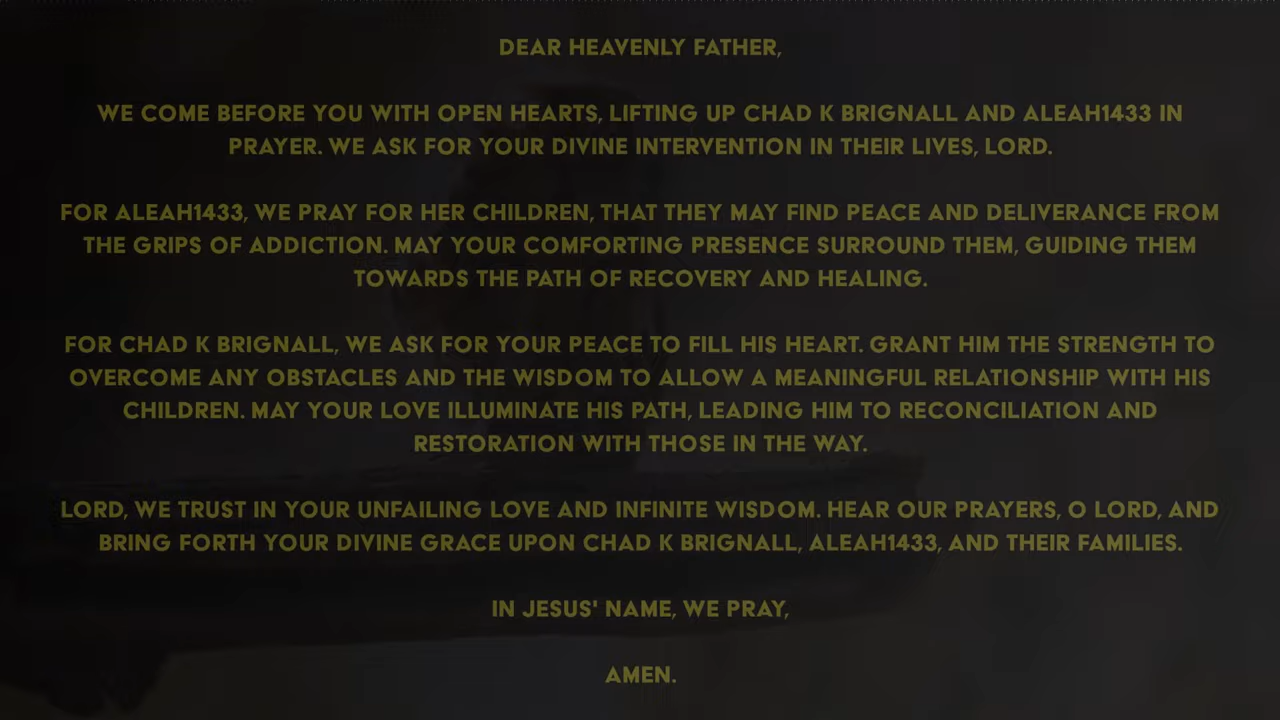 DEAR HEAVENLY FATHER,
WE COME BEFORE YOU WITH OPEN HEARTS, LIFTING UP CHAD K BRIGNALL AND ALEAH1433 IN
PRAYER. WE ASK FOR YOUR DIVINE INTERVENTION IN THEIR LIVES, LORD.
FOR ALEAH1433, WE PRAY FOR HER CHILDREN, THAT THEY MAY FIND PEACE AND DELIVERANCE FROM
THE GRIPS OF ADDICTION. MAY YOUR COMFORTING PRESENCE SURROUND THEM, GUIDING THEM
TOWARDS THE PATH OF RECOVERY AND HEALING.
FOR CHAD K BRIGNALL, WE ASK FOR YOUR PEACE TO FILL HIS HEART. GRANT HIM THE STRENGTH TO
OVERCOME ANY OBSTACLES AND THE WISDOM TO ALLOW A MEANINGFUL RELATIONSHIP WITH HIS
CHILDREN. MAY YOUR LOVE ILLUMINATE HIS PATH, LEADING HIM TO RECONCILIATION AND
RESTORATION WITH THOSE IN THE WAY.
LORD, WE TRUST IN YOUR UNFAILING LOVE AND INFINITE WISDOM. HEAR OUR PRAYERS, O LORD, AND
BRING FORTH YOUR DIVINE GRACE UPON CHAD K BRIGNALL, ALEAH1433, AND THEIR FAMILIES.
IN JESUS' NAME, WE PRAY,
AMEN.